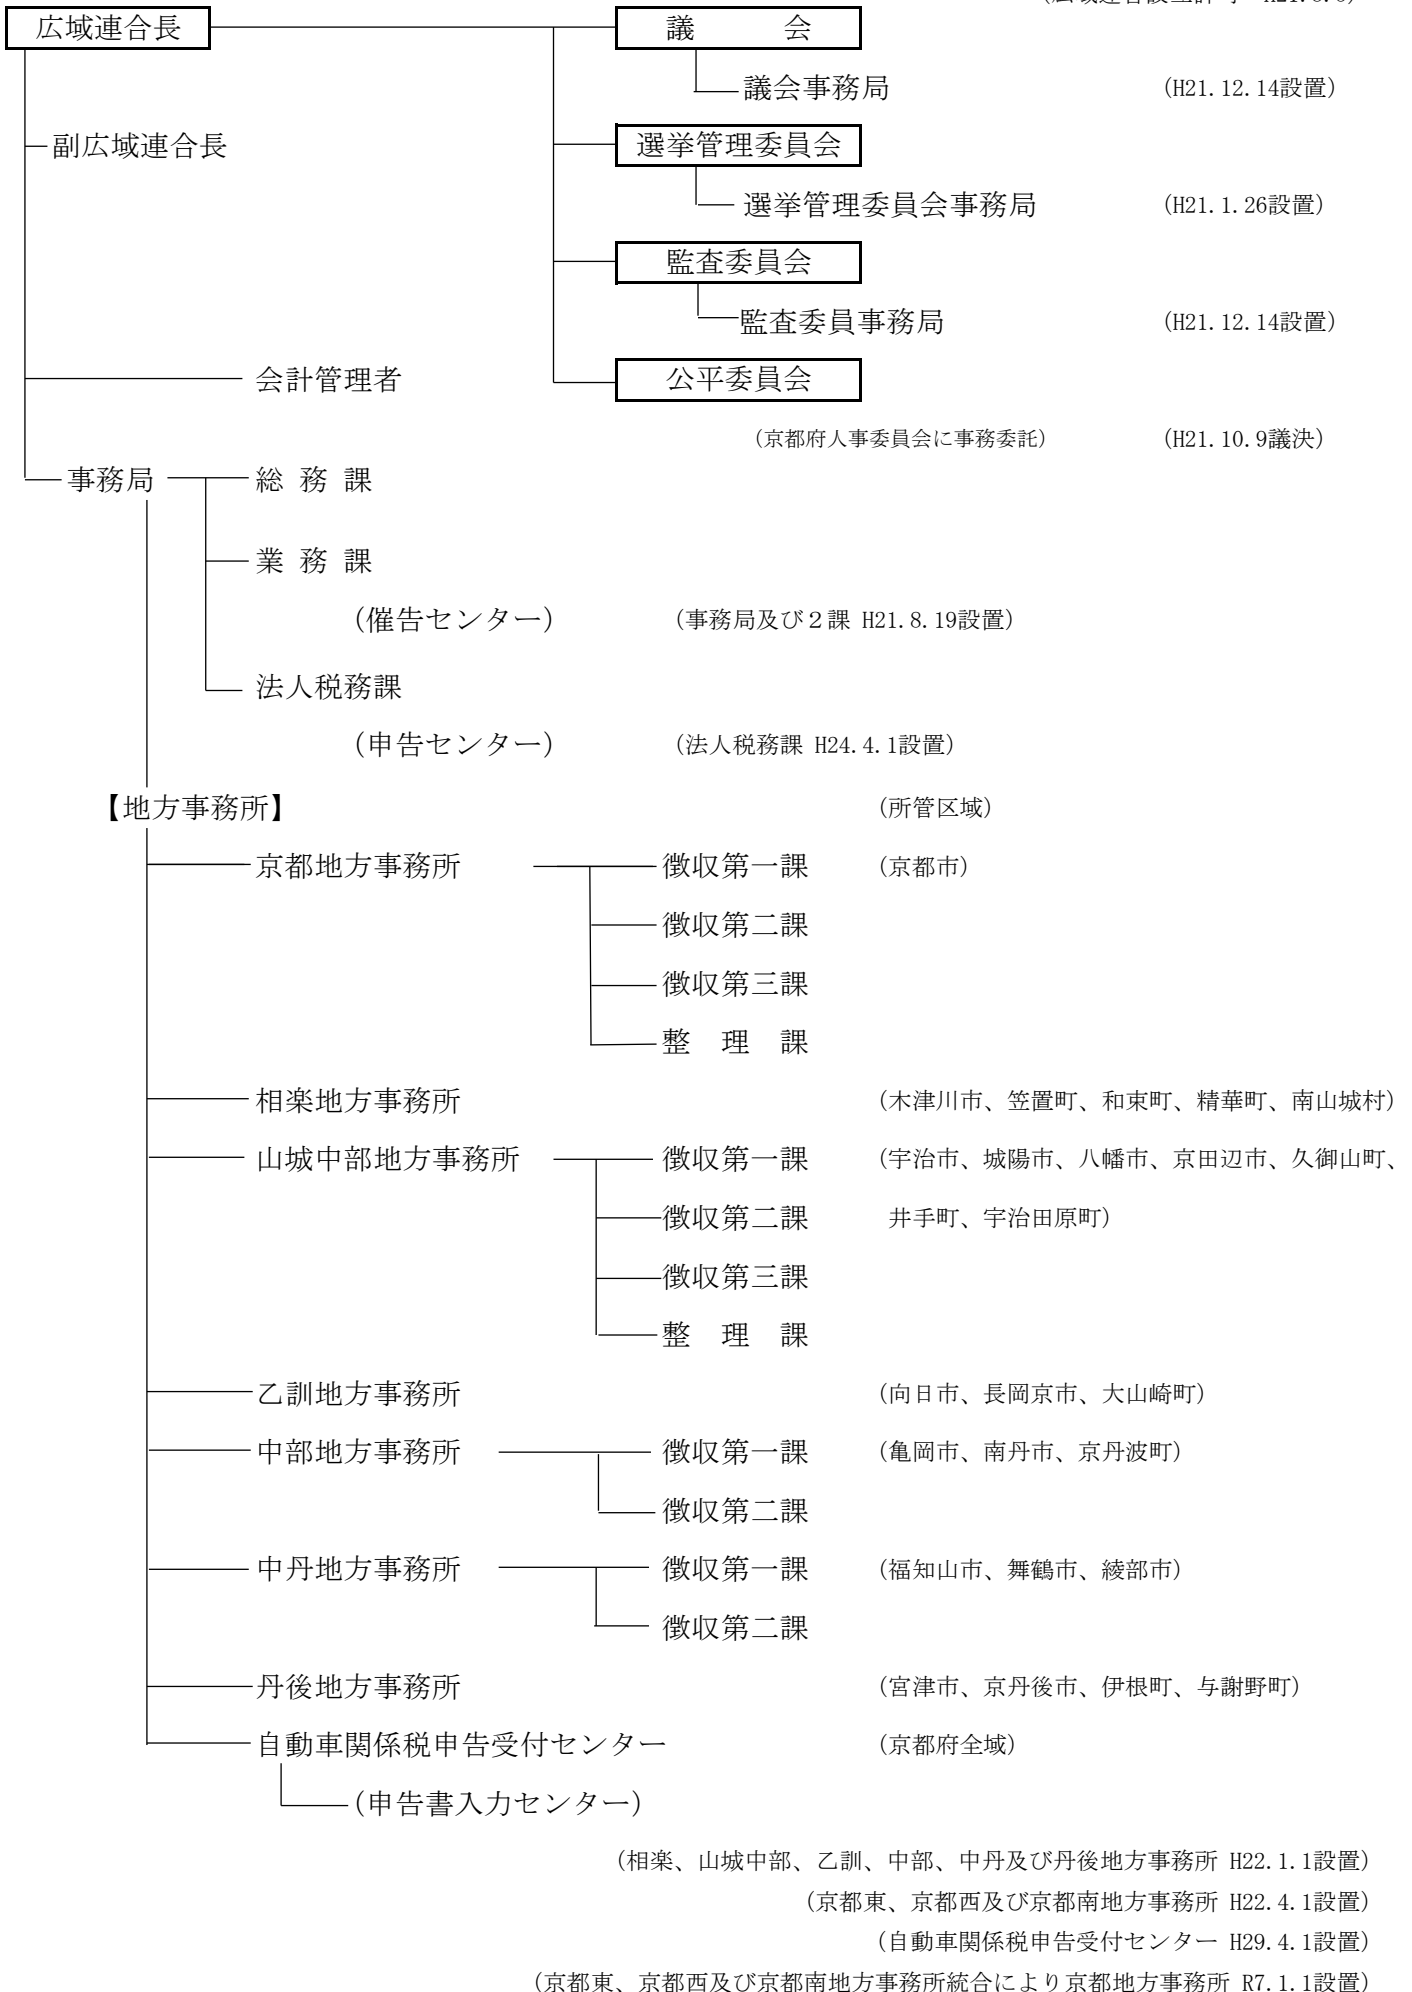 広域連合長　議　　会
議会事務局　(H21.12.14設置)
副広域連合長　選挙管理委員会
選挙管理委員会事務局　(H21.1.26設置)
監査委員会
監査委員事務局　(H21.12.14設置)
会計管理者　公平委員会
(京都府人事委員会に事務委託)　(H21.10.9議決)
事務局　総 務 課
業 務 課
(催告センター)　(事務局及び２課 H21.8.19設置)
法人税務課
(申告センター)　(法人税務課 H24.4.1設置)
【地方事務所】　(所管区域)
京都地方事務所　徴収第一課　(京都市)
徴収第二課
徴収第三課
整　理　課
相楽地方事務所　(木津川市、笠置町、和束町、精華町、南山城村)
山城中部地方事務所　徴収第一課　(宇治市、城陽市、八幡市、京田辺市、久御山町、
徴収第二課　井手町、宇治田原町)
徴収第三課
整　理　課
乙訓地方事務所　(向日市、長岡京市、大山崎町)
中部地方事務所　徴収第一課　(亀岡市、南丹市、京丹波町)
徴収第二課
中丹地方事務所　徴収第一課　(福知山市、舞鶴市、綾部市)
徴収第二課
丹後地方事務所　(宮津市、京丹後市、伊根町、与謝野町)
自動車関係税申告受付センター　(京都府全域)
(申告書入力センター)
(相楽、山城中部、乙訓、中部、中丹及び丹後地方事務所 H22.1.1設置)
(京都東、京都西及び京都南地方事務所 H22.4.1設置)
(自動車関係税申告受付センター H29.4.1設置)
(京都東、京都西及び京都南地方事務所統合により京都地方事務所 R7.1.1設置)